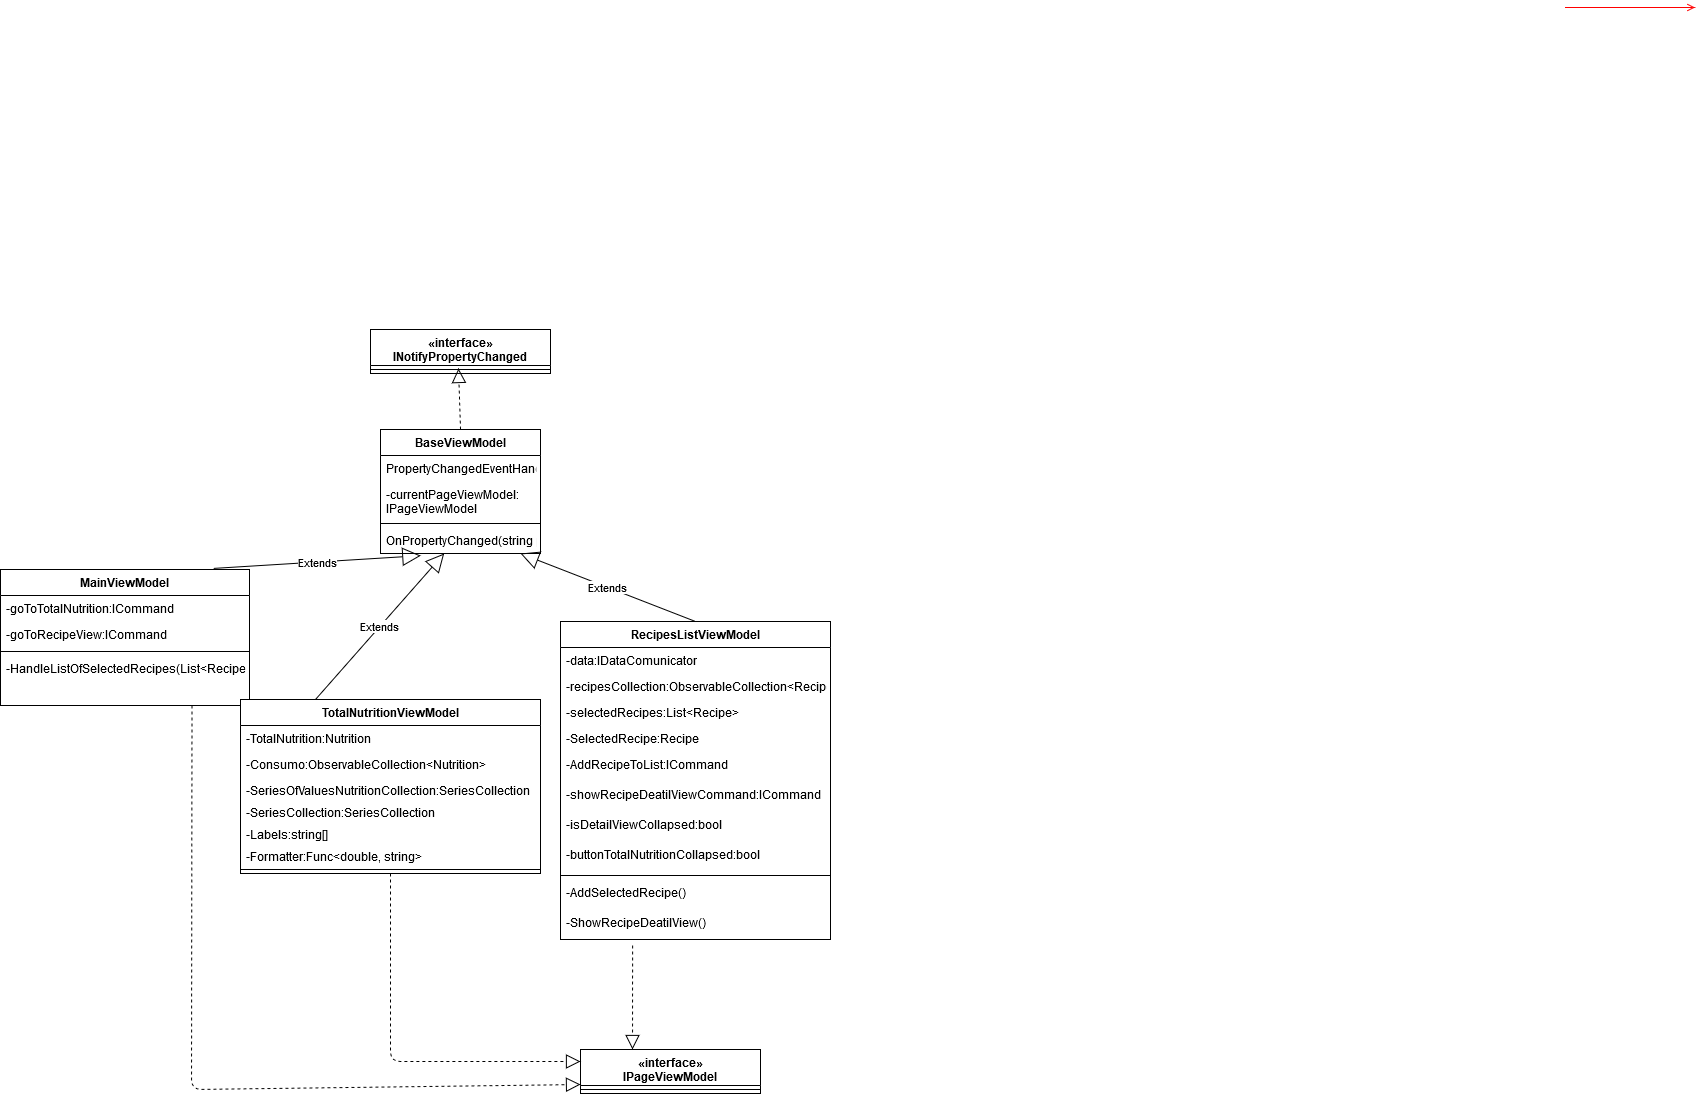 «interface»
INotifyPropertyChanged
BaseViewModel
PropertyChangedEventHan
-currentPageViewModel:
IPageViewModel
OnPropertyChanged(string
Extends
Extends
Extends
MainViewModel
-goToTotalNutrition:ICommand
-goToRecipeView:ICommand
-HandleListOfSelectedRecipes(List<Recipe
TotalNutritionViewModel
-TotalNutrition:Nutrition
-Consumo:ObservableCollection<Nutrition>
-SeriesOfValuesNutritionCollection:SeriesCollection
-SeriesCollection:SeriesCollection
-Labels:string[]
-Formatter:Func<double, string>
RecipesListViewModel
-data:IDataComunicator
-recipesCollection:ObservableCollection<Recip
-selectedRecipes:List<Recipe>
-SelectedRecipe:Recipe
-AddRecipeToList:ICommand
-showRecipeDeatilViewCommand:ICommand
-isDetailViewCollapsed:bool
-buttonTotalNutritionCollapsed:bool
-AddSelectedRecipe()
-ShowRecipeDeatilView()
«interface»
IPageViewModel